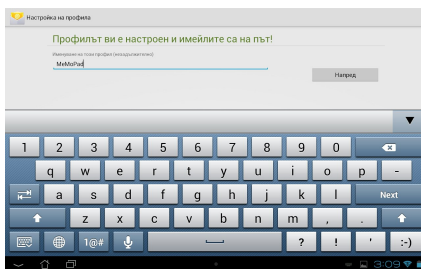 Настройка на профила
Профилът ви е настроен и имейлите са на път!
Именуване на този профил (незадължително)
MeMoPad
Напред
1 2 3 4 5 6 7 8 9 0
q w e r t y u i o p -
a s d f g h j k l Next
z x c v b n m , .
1@# ? ! ' :-)
3:09